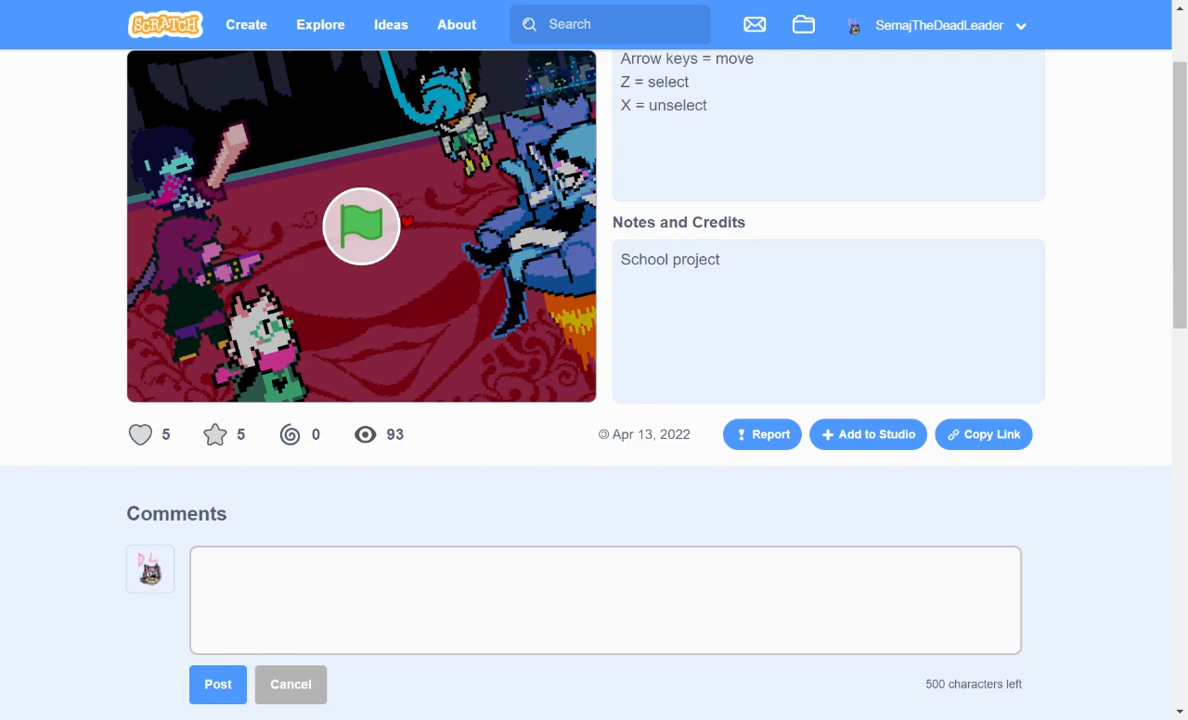 SCRATCH Create Explore Ideas About Search SemajTheDeadLeader
Arrow keys = move
Z = select
X = unselect
Notes and Credits
School project
5 5 0 93 © Apr 13, 2022 Report Add to Studio Copy Link
Comments
D L
Post Cancel 500 characters left